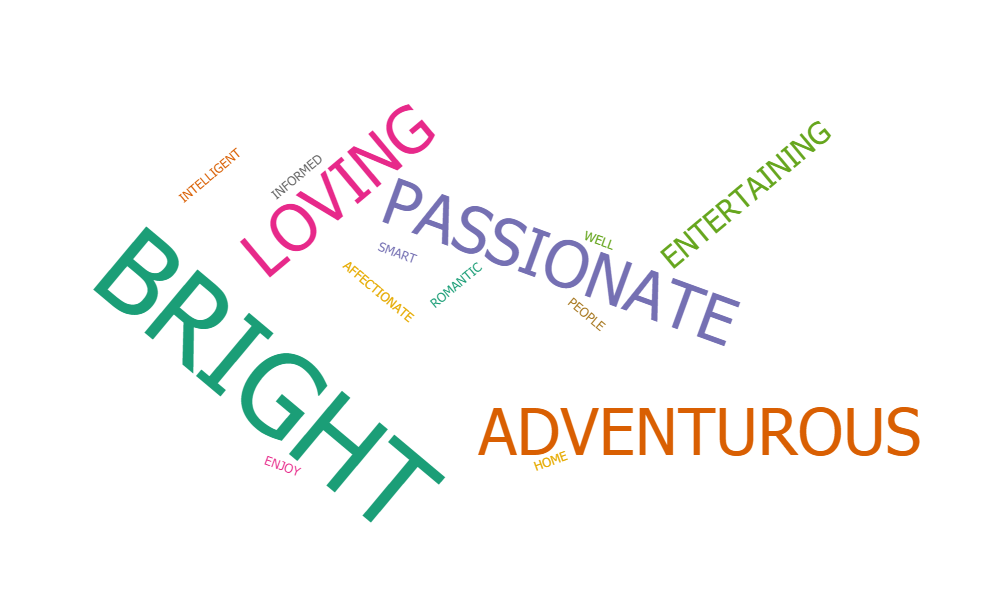 LOVING
ENTERTAINING
INTELLIGENT
INFORMED
PASSIONATE
WELL
SMART
BRIGHT
AFFECTIONATE
ROMANTIC
PEOPLE
ADVENTUROUS
HOME
ENJOY